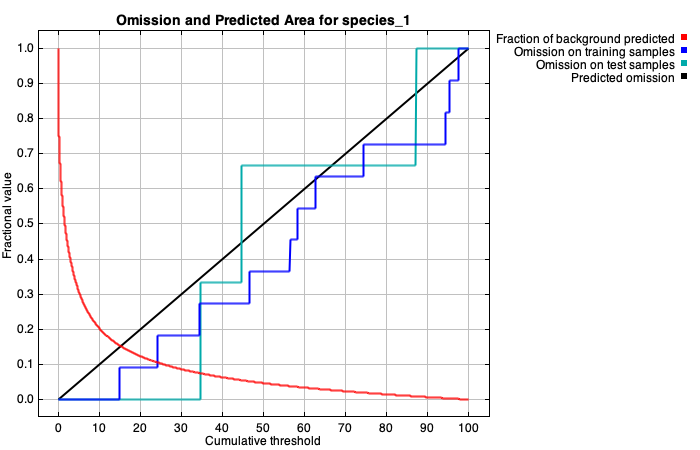 Omission and Predicted Area for species_1
Fraction of background predicted
Omission on training samples
Omission on test samples
Predicted omission
Fractional value
1.0
0.9
0.8
0.7
0.6
0.5
0.4
0.3
0.2
0.1
0.0
0 10 20 30 40 50 60 70 80 90 100
Cumulative threshold